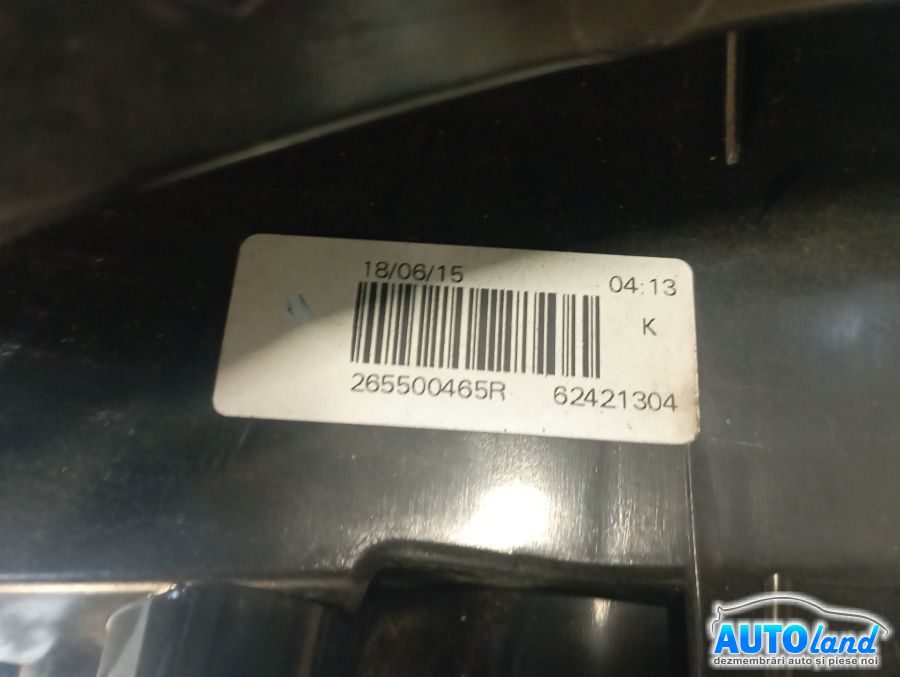 18/06/15 04:13
K
265500465R 62421304
AUTOland
dezmembrări auto și piese noi